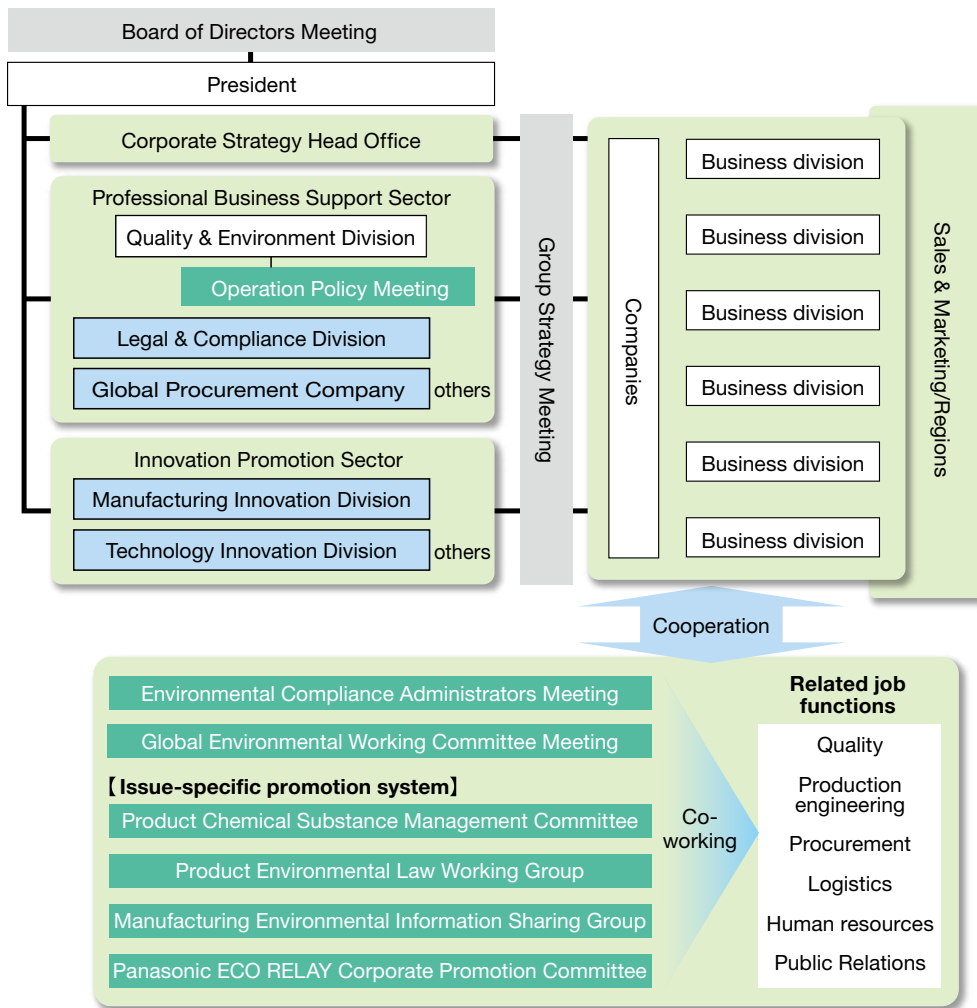 Board of Directors Meeting
President
Corporate Strategy Head Office
Professional Business Support Sector
Quality & Environment Division
Operation Policy Meeting
Legal & Compliance Division
Global Procurement Company
others
Innovation Promotion Sector
Manufacturing Innovation Division
Technology Innovation Division
others
Group Strategy Meeting
Companies
Business division
Business division
Business division
Business division
Business division
Business division
Sales & Marketing/Regions
Cooperation
Environmental Compliance Administrators Meeting
Global Environmental Working Committee Meeting
【Issue-specific promotion system】
Product Chemical Substance Management Committee
Product Environmental Law Working Group
Manufacturing Environmental Information Sharing Group
Panasonic ECO RELAY Corporate Promotion Committee
Co-
working
Related job
functions
Quality
Production
engineering
Procurement
Logistics
Human resources
Public Relations